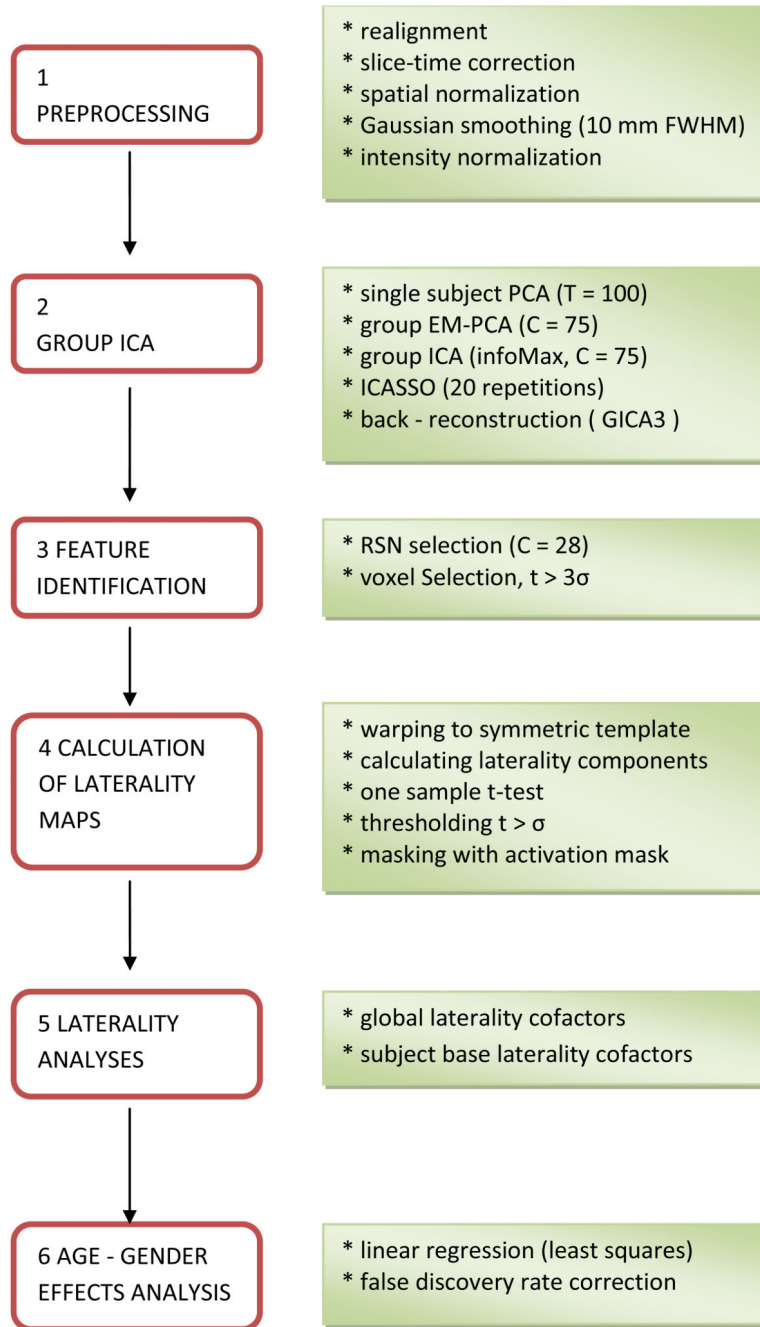 1
PREPROCESSING
* realignment
* slice-time correction
* spatial normalization
* Gaussian smoothing (10 mm FWHM)
* intensity normalization
2
GROUP ICA
* single subject PCA (T = 100)
* group EM-PCA (C = 75)
* group ICA (infoMax, C = 75)
* ICASSO (20 repetitions)
* back - reconstruction ( GICA3 )
3 FEATURE
IDENTIFICATION
* RSN selection (C = 28)
* voxel Selection, t > 3σ
4 CALCULATION
OF LATERALITY
MAPS
* warping to symmetric template
* calculating laterality components
* one sample t-test
* thresholding t > σ
* masking with activation mask
5 LATERALITY
ANALYSES
* global laterality cofactors
* subject base laterality cofactors
6 AGE - GENDER
EFFECTS ANALYSIS
* linear regression (least squares)
* false discovery rate correction